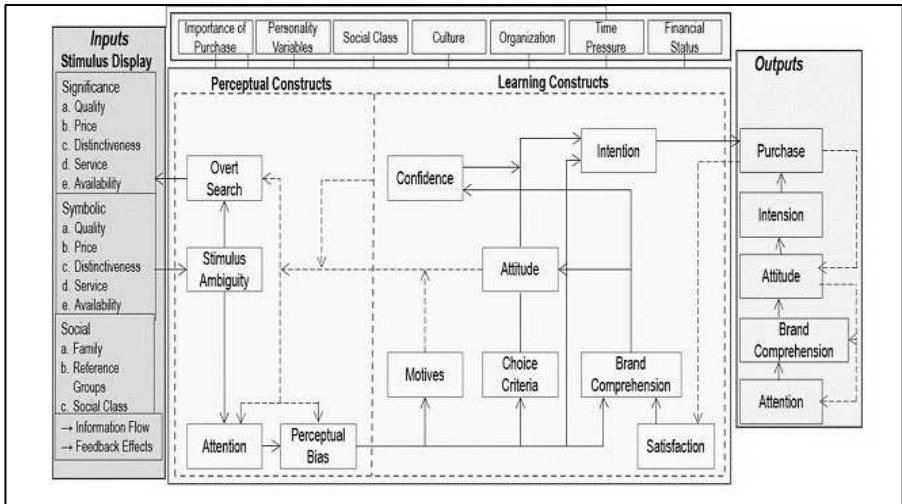 Importance of
Purchase
Personality
Variables
Social Class
Culture
Organization
Time
Pressure
Financial
Status
Inputs
Stimulus Display
Significance
a. Quality
b. Price
c. Distinctiveness
d. Service
e. Availability
Symbolic
a. Quality
b. Price
c. Distinctiveness
d. Service
e. Availability
Social
a. Family
b. Reference
Groups
c. Social Class
→ Information Flow
→ Feedback Effects
Perceptual Constructs
Overt
Search
Stimulus
Ambiguity
Attention
Perceptual
Bias
Learning Constructs
Confidence
Intention
Attitude
Motives
Choice
Criteria
Brand
Comprehension
Satisfaction
Outputs
Purchase
Intension
Attitude
Brand
Comprehension
Attention